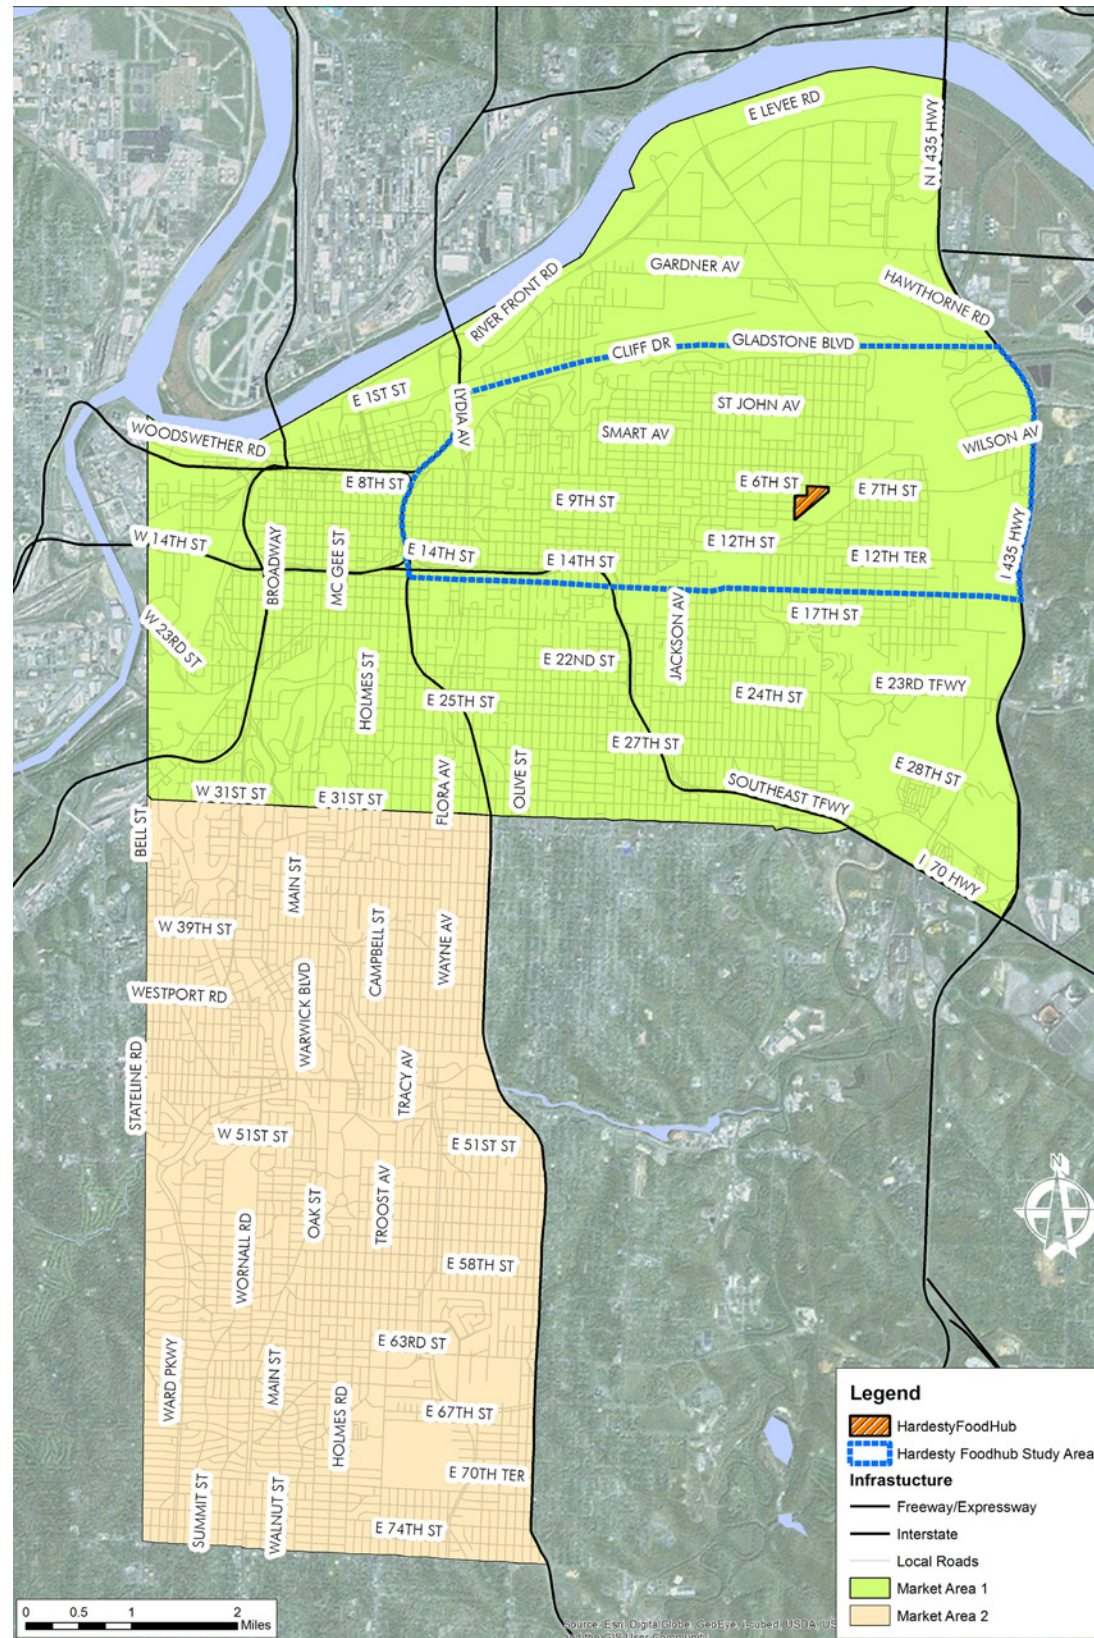 E LEVEE RD
N I 435 HWY
GARDNER AV
HAWTHORNE RD
RIVER FRONT RD
GLADSTONE BLVD
CLIFF DR
E 1ST ST
LYDIA AV
ST JOHN AV
WOODSWETHER RD
SMART AV
WILSON AV
E 8TH ST
E 6TH ST
E 7TH ST
E 9TH ST
W 14TH ST
BROADWAY
MC GEE ST
E 14TH ST
E 14TH ST
E 12TH ST
E 12TH TER
I 435 HWY
W 23RD ST
JACKSON AV
E 17TH ST
HOLMES ST
E 22ND ST
E 25TH ST
E 24TH ST
E 23RD TFWY
E 27TH ST
E 28TH ST
W 31ST ST
E 31ST ST
FLORA AV
OLIVE ST
SOUTHEAST TFWY
BELL ST
I 70 HWY
MAIN ST
W 39TH ST
CAMPBELL ST
WAYNE AV
WESTPORT RD
WARWICK BLVD
STATELINE RD
TRACY AV
W 51ST ST
E 51ST ST
N
OAK ST
TROOST AV
WORNALL RD
E 58TH ST
E 63RD ST
WARD PKWY
MAIN ST
HOLMES RD
E 67TH ST
E 70TH TER
SUMMIT ST
WALNUT ST
E 74TH ST
Legend
HardestyFoodHub
Hardesty Foodhub Study Area
Infrastucture
Freeway/Expressway
Interstate
Local Roads
Market Area 1
Market Area 2
0 0.5 1 2
Miles
Source: Esri, DigitalGlobe, GeoEye, i-cubed, USDA, US
and the GIS User Community